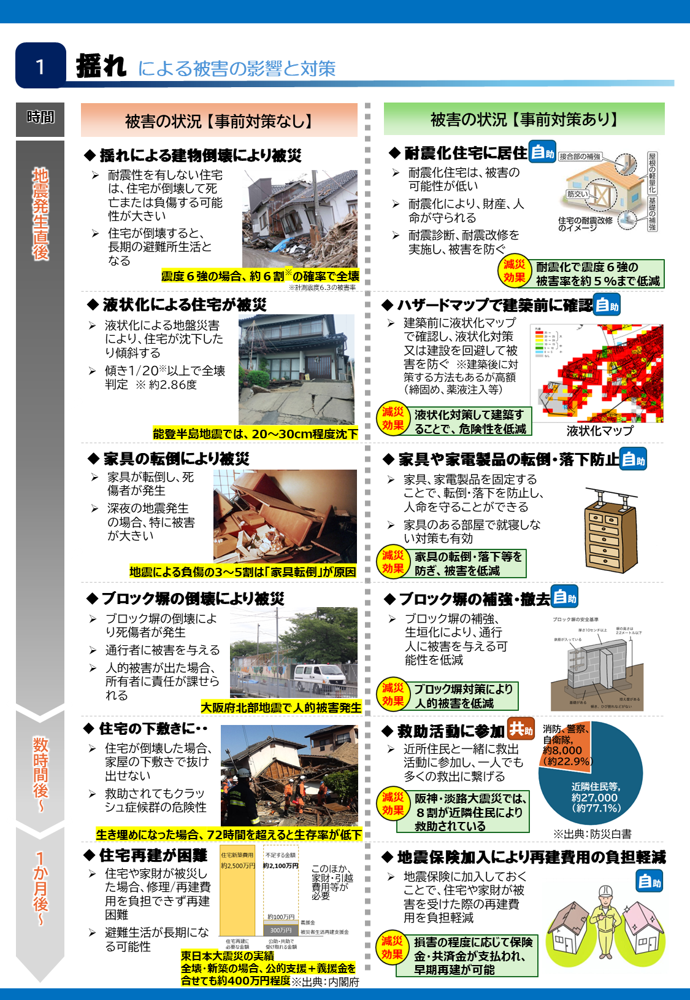 1
揺れ による被害の影響と対策
時間
被害の状況【事前対策なし】
被害の状況【事前対策あり】
地震発生直後
◆ 揺れによる建物倒壊により被災
➢ 耐震性を有しない住宅
は、住宅が倒壊して死
亡または負傷する可能
性が大きい
➢ 住宅が倒壊すると、
長期の避難所生活と
なる
震度6強の場合、約6割※の確率で全壊
※計測震度6.3の被害率
◆ 耐震化住宅に居住 自助
➢ 耐震化住宅は、被害の
可能性が低い
➢ 耐震化により、財産、人
命が守られる
➢ 耐震診断、耐震改修を
実施し、被害を防ぐ
接合部の補強
筋交い
屋根の軽量化
基礎の補強
住宅の耐震改修
のイメージ
減災
効果
耐震化で震度6強の
被害率を約5%まで低減
◆ 液状化による住宅が被災
➢ 液状化による地盤災害
により、住宅が沈下した
り傾斜する
➢ 傾き1/20※以上で全壊
判定 ※ 約2.86度
能登半島地震では、20～30cm程度沈下
◆ ハザードマップで建築前に確認 自助
➢ 建築前に液状化マップ
で確認し、液状化対策
又は建設を回避して被
害を防ぐ ※建築後に対
策する方法もあるが高額
（締固め、薬液注入等）
減災
効果
液状化対策して建築す
ることで、危険性を低減
液状化マップ
◆ 家具の転倒により被災
➢ 家具が転倒し、死
傷者が発生
➢ 深夜の地震発生
の場合、特に被害
が大きい
地震による負傷の3～5割は「家具転倒」が原因
◆ 家具や家電製品の転倒・落下防止 自助
➢ 家具、家電製品を固定する
ことで、転倒・落下を防止し、
人命を守ることができる
➢ 家具のある部屋で就寝しな
い対策も有効
減災
効果
家具の転倒・落下等を
防ぎ、被害を低減
◆ ブロック塀の倒壊により被災
➢ ブロック塀の倒壊によ
り死傷者が発生
➢ 通行者に被害を与える
➢ 人的被害が出た場合、
所有者に責任が課せら
れる
大阪府北部地震で人的被害発生
◆ ブロック塀の補強・撤去 自助
➢ ブロック塀の補強、
生垣化により、通行
人に被害を与える可
能性を低減
ブロック塀の安全基準
厚さ10センチ以上
塀の高さは
2.2メートル以下
鉄筋が入っている
控え壁がある
基礎がある
傾き、ひび割れなどがない
減災
効果
ブロック塀対策により
人的被害を低減
数時間後～
◆ 住宅の下敷きに・・
➢ 住宅が倒壊した場合、
家屋の下敷きで抜け
出せない
➢ 救助されてもクラッ
シュ症候群の危険性
生き埋めになった場合、72時間を超えると生存率が低下
◆ 救助活動に参加 共助
➢ 近所住民と一緒に救出
活動に参加し、一人でも
多くの救出に繋げる
消防、警察、
自衛隊,
約8,000
（約22.9%）
近隣住民等,
約27,000
（約77.1%）
※出典：防災白書
減災
効果
阪神・淡路大震災では、
8割が近隣住民により
救助されている
1か月後～
◆ 住宅再建が困難
➢ 住宅や家財が被災し
た場合、修理/再建費
用を負担できず再建
困難
➢ 避難生活が長期にな
る可能性
住宅新築費用
約2,500万円
不足する金額
約2,100万円
約100万円
義援金
300万円
被災者生活再建支援金
住宅再建に
必要な金額
公助・共助で
受け取れる金額
このほか、
家財・引越
費用等が
必要
東日本大震災の実績
全壊・新築の場合、公的支援＋義援金を
合せても約400万円程度 ※出典：内閣府
◆ 地震保険加入により再建費用の負担軽減
自助
➢ 地震保険に加入しておく
ことで、住宅や家財が被
害を受けた際の再建費
用を負担軽減
減災
効果
損害の程度に応じて保険
金・共済金が支払われ、
早期再建が可能